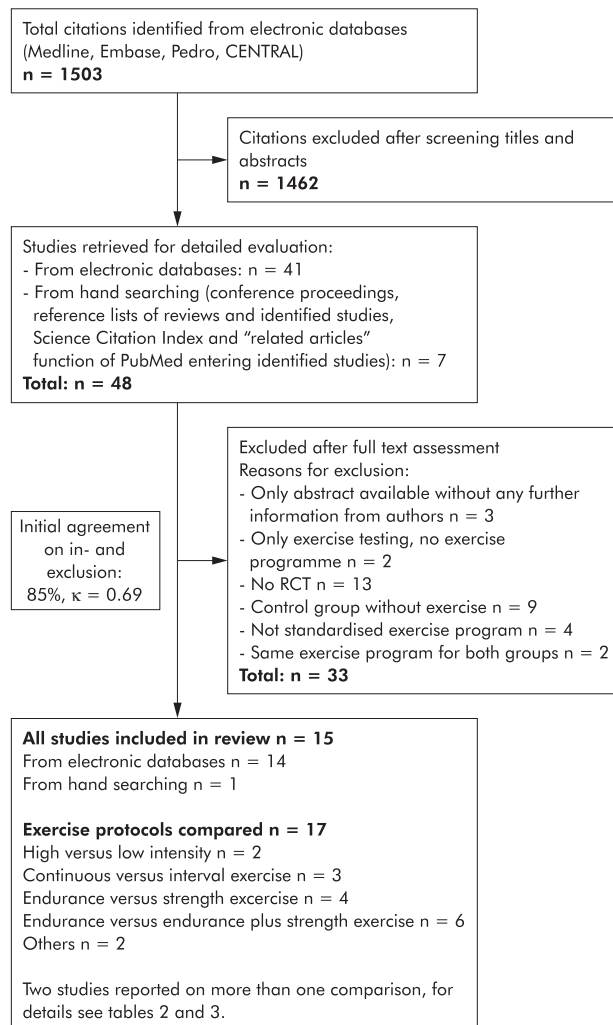 Total citations identified from electronic databases
(Medline, Embase, Pedro, CENTRAL)
n = 1503
Citations excluded after screening titles and
abstracts
n = 1462
Studies retrieved for detailed evaluation:
- From electronic databases: n = 41
- From hand searching (conference proceedings,
reference lists of reviews and identified studies,
Science Citation Index and “related articles”
function of PubMed entering identified studies): n = 7
Total: n = 48
Excluded after full text assessment
Reasons for exclusion:
- Only abstract available without any further
information from authors n = 3
- Only exercise testing, no exercise
programme n = 2
- No RCT n = 13
- Control group without exercise n = 9
- Not standardised exercise program n = 4
- Same exercise program for both groups n = 2
Total: n = 33
Initial agreement
on in- and
exclusion:
85%, κ = 0.69
All studies included in review n = 15
From electronic databases n = 14
From hand searching n = 1
Exercise protocols compared n = 17
High versus low intensity n = 2
Continuous versus interval exercise n = 3
Endurance versus strength excercise n = 4
Endurance versus endurance plus strength exercise n = 6
Others n = 2
Two studies reported on more than one comparison, for
details see tables 2 and 3.